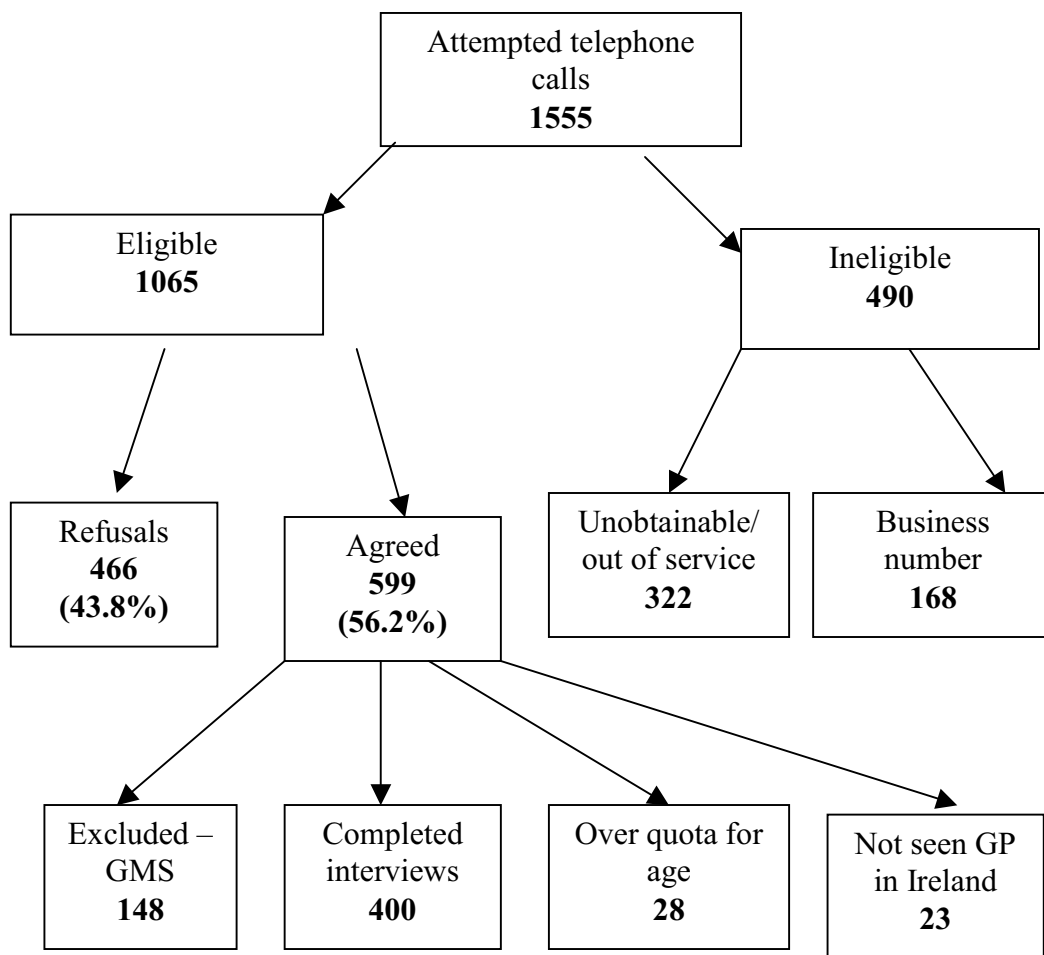 Attempted telephone
calls
1555
Eligible
1065
Ineligible
490
Refusals
466
(43.8%)
Agreed
599
(56.2%)
Unobtainable/
out of service
322
Business
number
168
Excluded –
GMS
148
Completed
interviews
400
Over quota for
age
28
Not seen GP
in Ireland
23